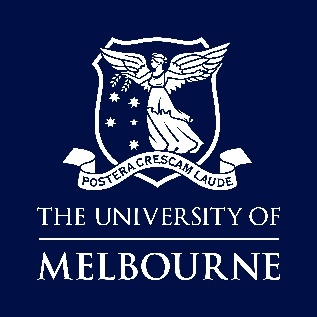 POSTERA CRESCAM LAUDE
THE UNIVERSITY OF
MELBOURNE